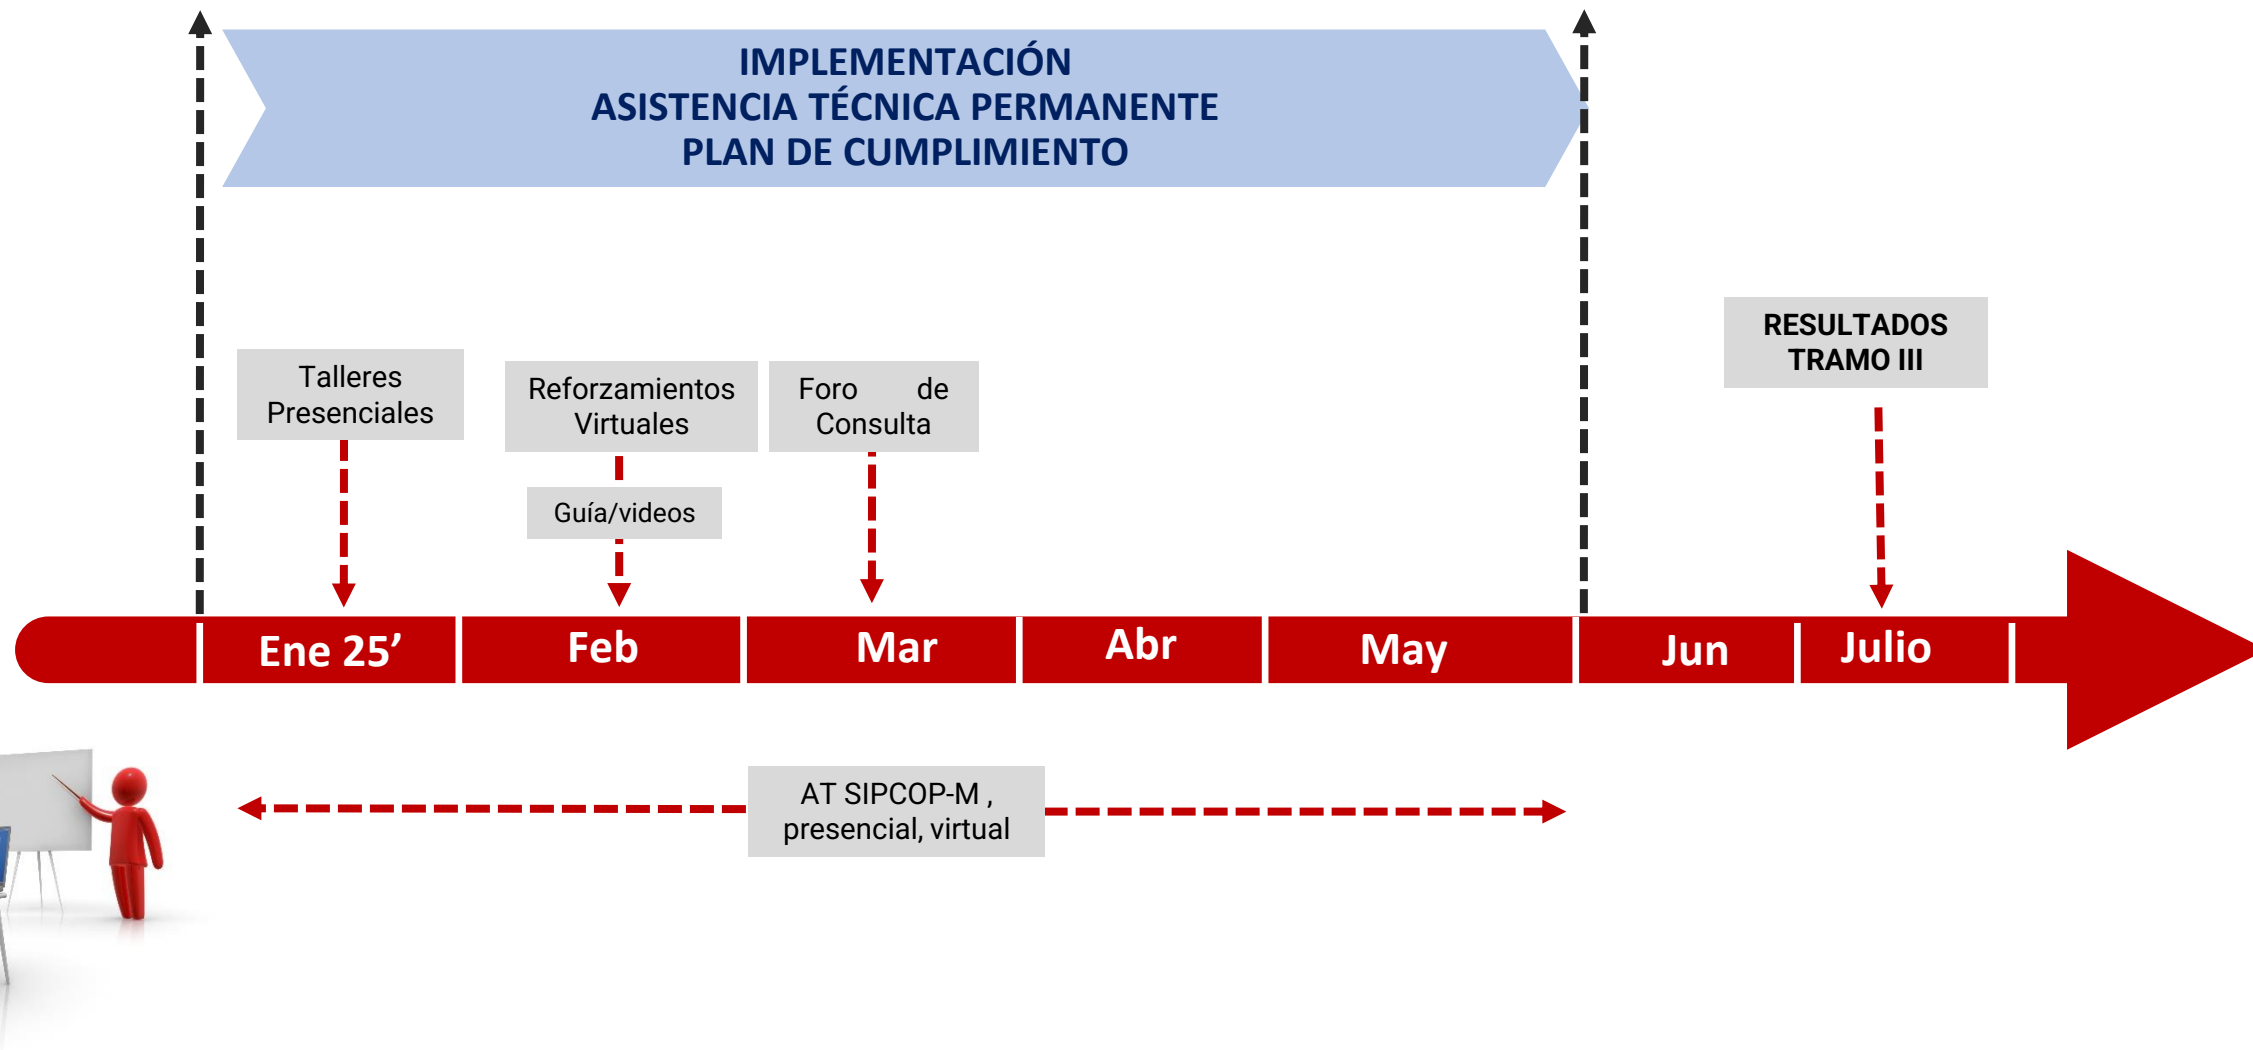 IMPLEMENTACIÓN
ASISTENCIA TÉCNICA PERMANENTE
PLAN DE CUMPLIMIENTO
RESULTADOS
TRAMO III
Talleres
Presenciales
Reforzamientos
Virtuales
Foro de
Consulta
Guía/videos
Ene 25’
Feb
Mar
Abr
May
Jun
Julio
AT SIPCOP-M ,
presencial, virtual